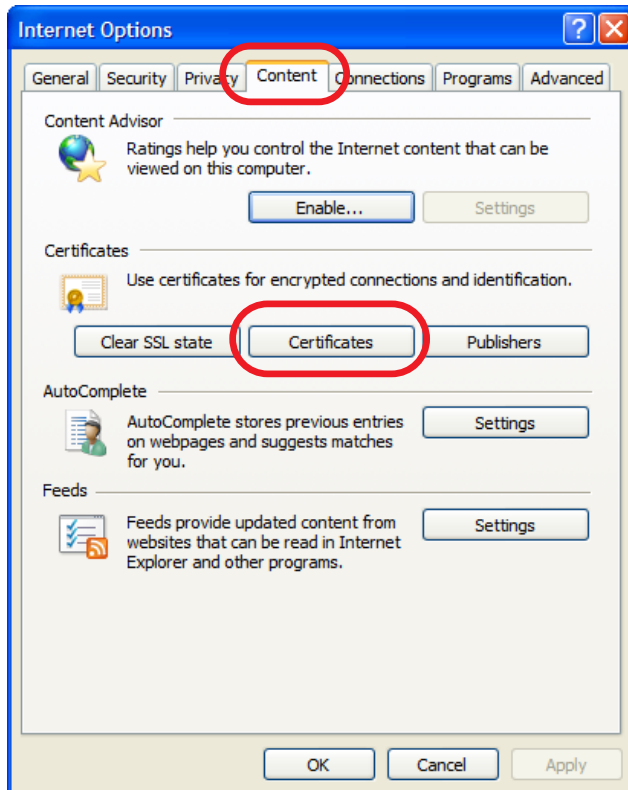 Internet Options
General Security Privacy Content Connections Programs Advanced
Content Advisor
Ratings help you control the Internet content that can be
viewed on this computer.
Enable... Settings
Certificates
Use certificates for encrypted connections and identification.
Clear SSL state Certificates Publishers
AutoComplete
AutoComplete stores previous entries
on webpages and suggests matches
for you.
Settings
Feeds
Feeds provide updated content from
websites that can be read in Internet
Explorer and other programs.
Settings
OK Cancel Apply